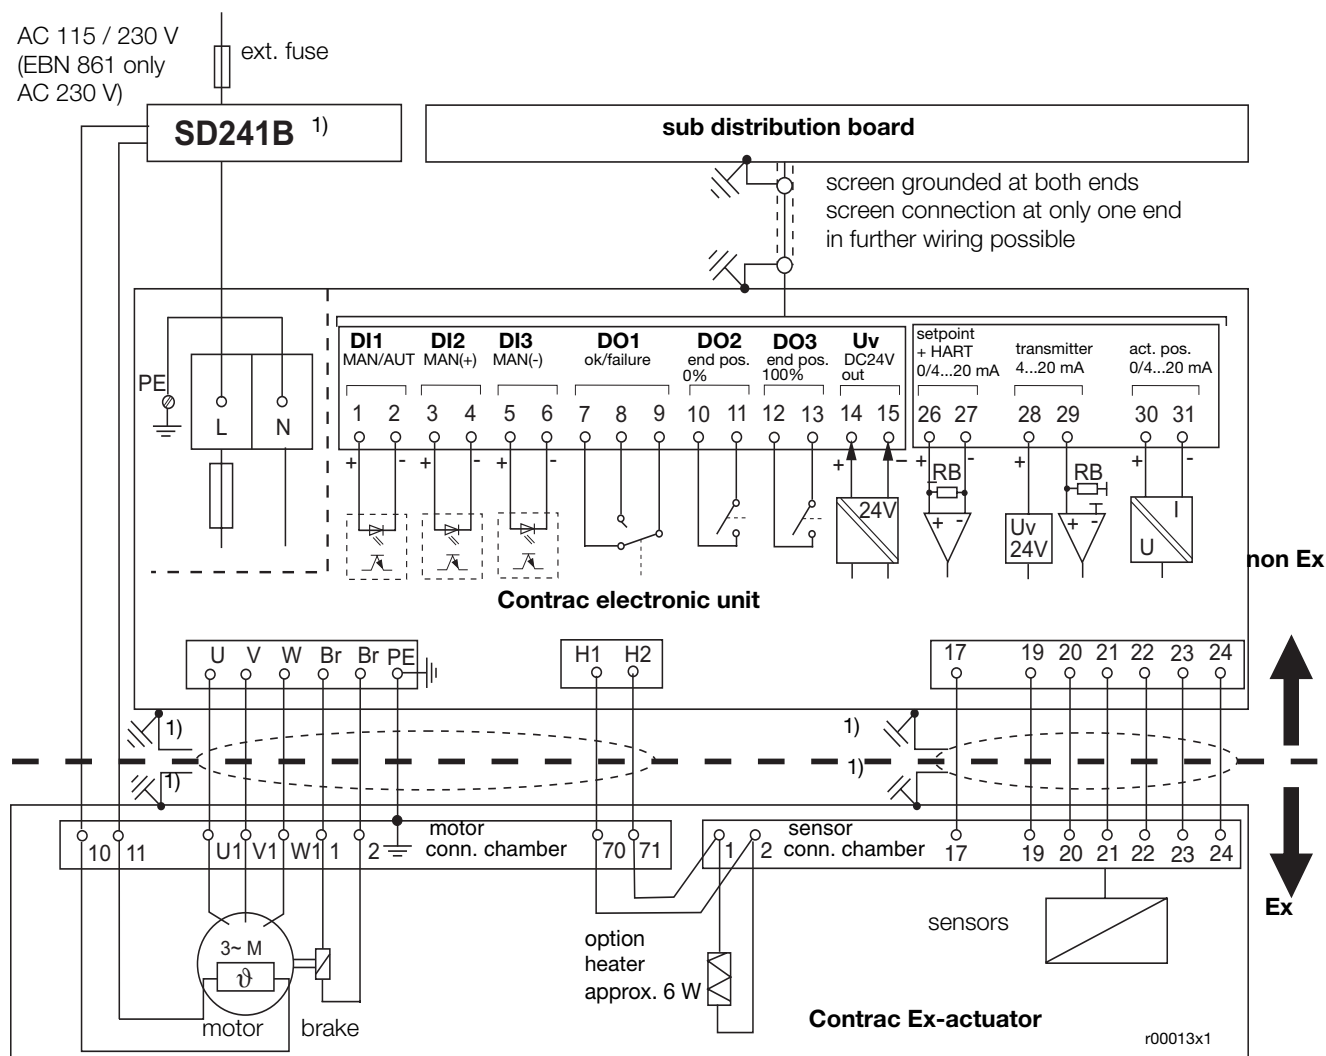 AC 115 / 230 V
(EBN 861 only
AC 230 V)
ext. fuse
SD241B 1)
sub distribution board
screen grounded at both ends
screen connection at only one end
in further wiring possible
PE
L N
DI1 DI2 DI3 DO1 DO2 DO3 Uv
MAN/AUT MAN(+) MAN(-) ok/failure end pos. 0% end pos. 100% DC24V out
setpoint
+ HART
0/4...20 mA
transmitter
4...20 mA
act. pos.
0/4...20 mA
1 2 3 4 5 6 7 8 9 10 11 12 13 14 15 26 27 28 29 30 31
+ - + - + - + - + - + + -
RB RB
24V
+ - + -
Uv
24V
I
U
non Ex
Contrac electronic unit
U V W Br Br PE
H1 H2
17 19 20 21 22 23 24
1) 1)
1) 1)
10 11 U1 V1 W1 1 2
motor
conn. chamber
70 71
1 2
sensor
conn. chamber
17 19 20 21 22 23 24
Ex
3~ M
ϑ
motor brake
option
heater
approx. 6 W
sensors
Contrac Ex-actuator
r00013x1